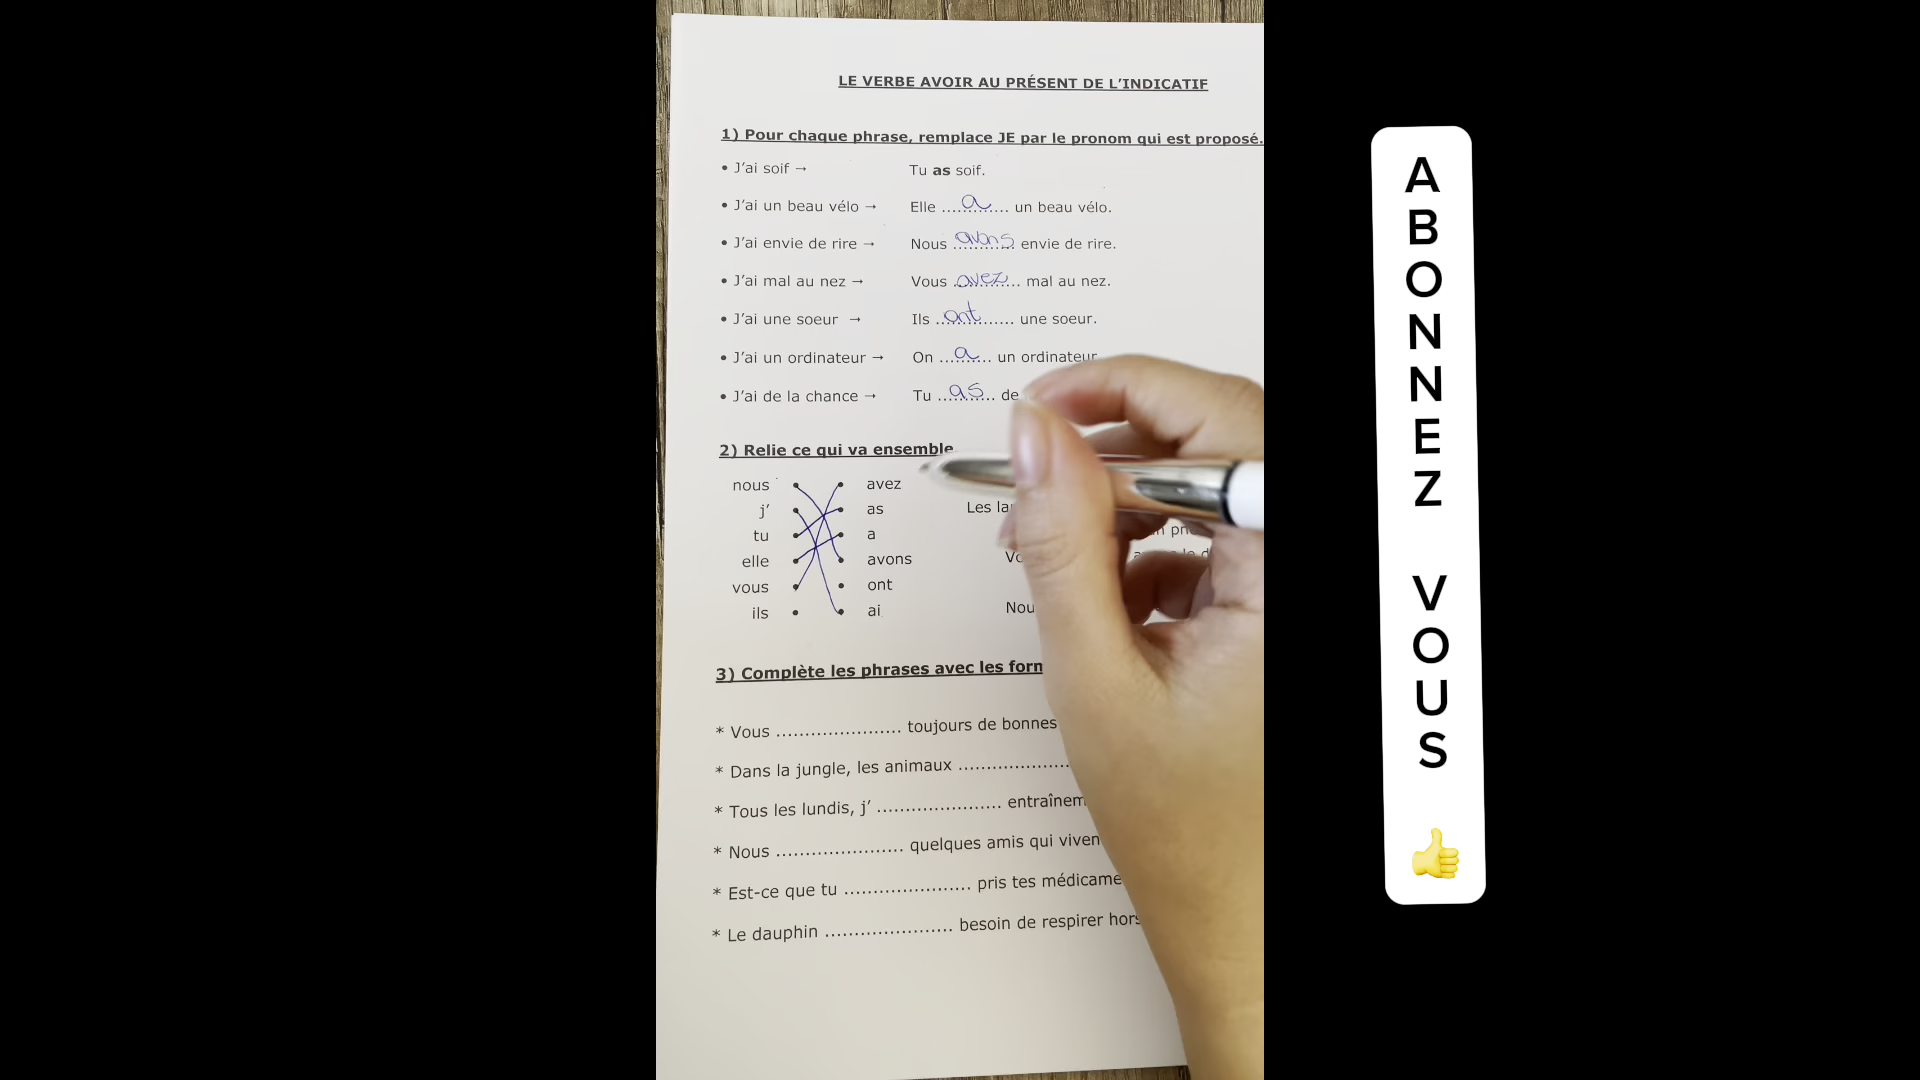 LE VERBE AVOIR AU PRÉSENT DE L'INDICATIF
1) Pour chaque phrase, remplace JE par le pronom qui est proposé.
• J'ai soif → Tu as soif.
• J'ai un beau vélo → Elle ...a... un beau vélo.
• J'ai envie de rire → Nous ...avons... envie de rire.
• J'ai mal au nez → Vous ...avez... mal au nez.
• J'ai une soeur → Ils ...ont... une soeur.
• J'ai un ordinateur → On ...a... un ordinateur
• J'ai de la chance → Tu ...as... de
2) Relie ce qui va ensemble
nous avez
j' as Les
tu a
elle avons
vous ont
ils ai Nou
3) Complète les phrases avec les
* Vous ...................... toujours de bonnes
* Dans la jungle, les animaux ....................
* Tous les lundis, j' ......................
* Nous ...................... quelques amis qui
* Est-ce que tu ...................... pris tes
* Le dauphin ...................... besoin de respirer hors
ABONNEZ VOUS 👍